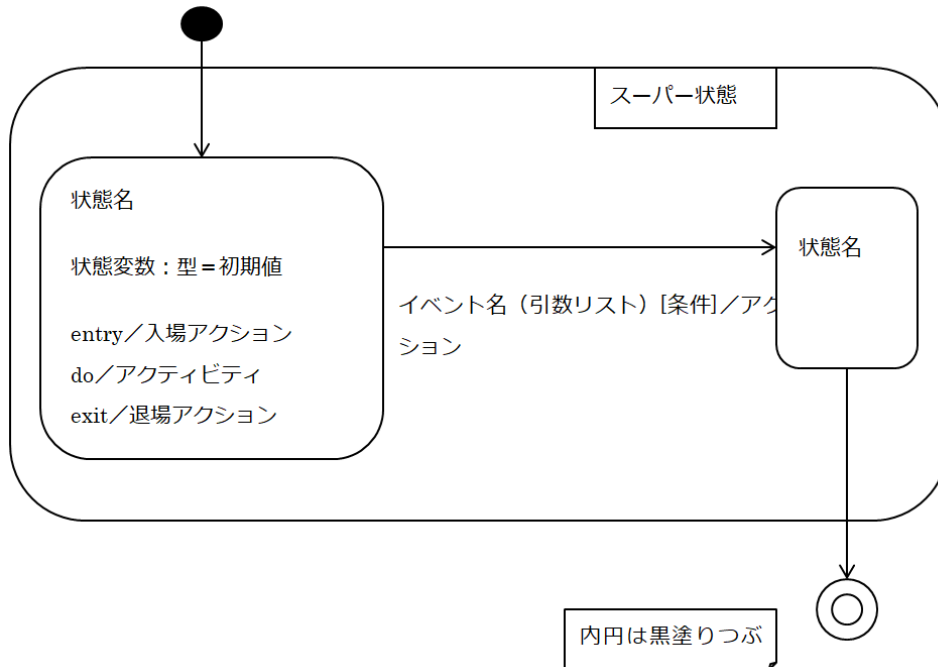 スーパー状態
状態名
状態変数：型＝初期値
entry／入場アクション
do／アクティビティ
exit／退場アクション
イベント名（引数リスト）[条件]／アク
ション
状態名
内円は黒塗りつぶ